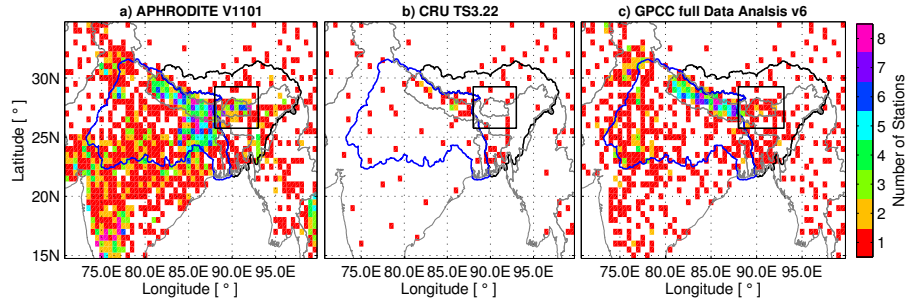 a) APHRODITE V1101
b) CRU TS3.22
c) GPCC full Data Analsis v6
Latitude [ ° ]
30N
25N
20N
15N
75.0E 80.0E 85.0E 90.0E 95.0E
75.0E 80.0E 85.0E 90.0E 95.0E
75.0E 80.0E 85.0E 90.0E 95.0E
Longitude [ ° ]
Longitude [ ° ]
Longitude [ ° ]
8
7
6
5
4
3
2
1
Number of Stations